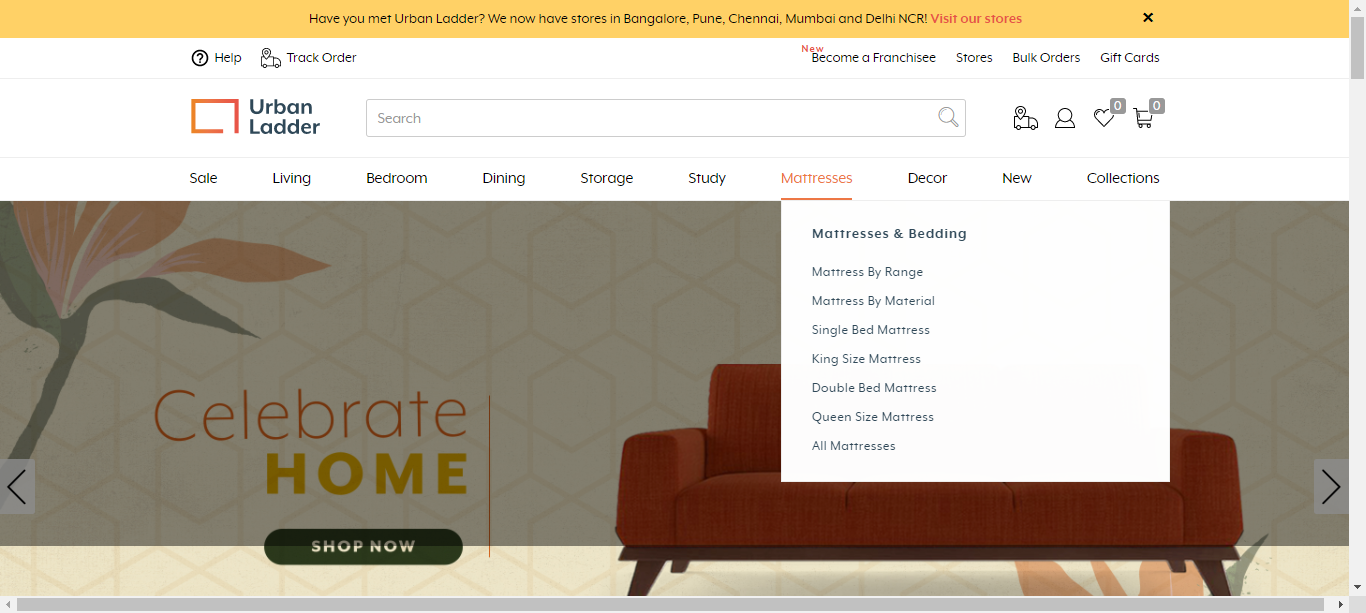 Have you met Urban Ladder? We now have stores in Bangalore, Pune, Chennai, Mumbai and Delhi NCR! Visit our stores
Help Track Order New Become a Franchisee Stores Bulk Orders Gift Cards
Urban
Ladder
Search
0 0
Sale Living Bedroom Dining Storage Study Mattresses Decor New Collections
Mattresses & Bedding
Mattress By Range
Mattress By Material
Single Bed Mattress
King Size Mattress
Double Bed Mattress
Queen Size Mattress
All Mattresses
Celebrate
HOME
SHOP NOW